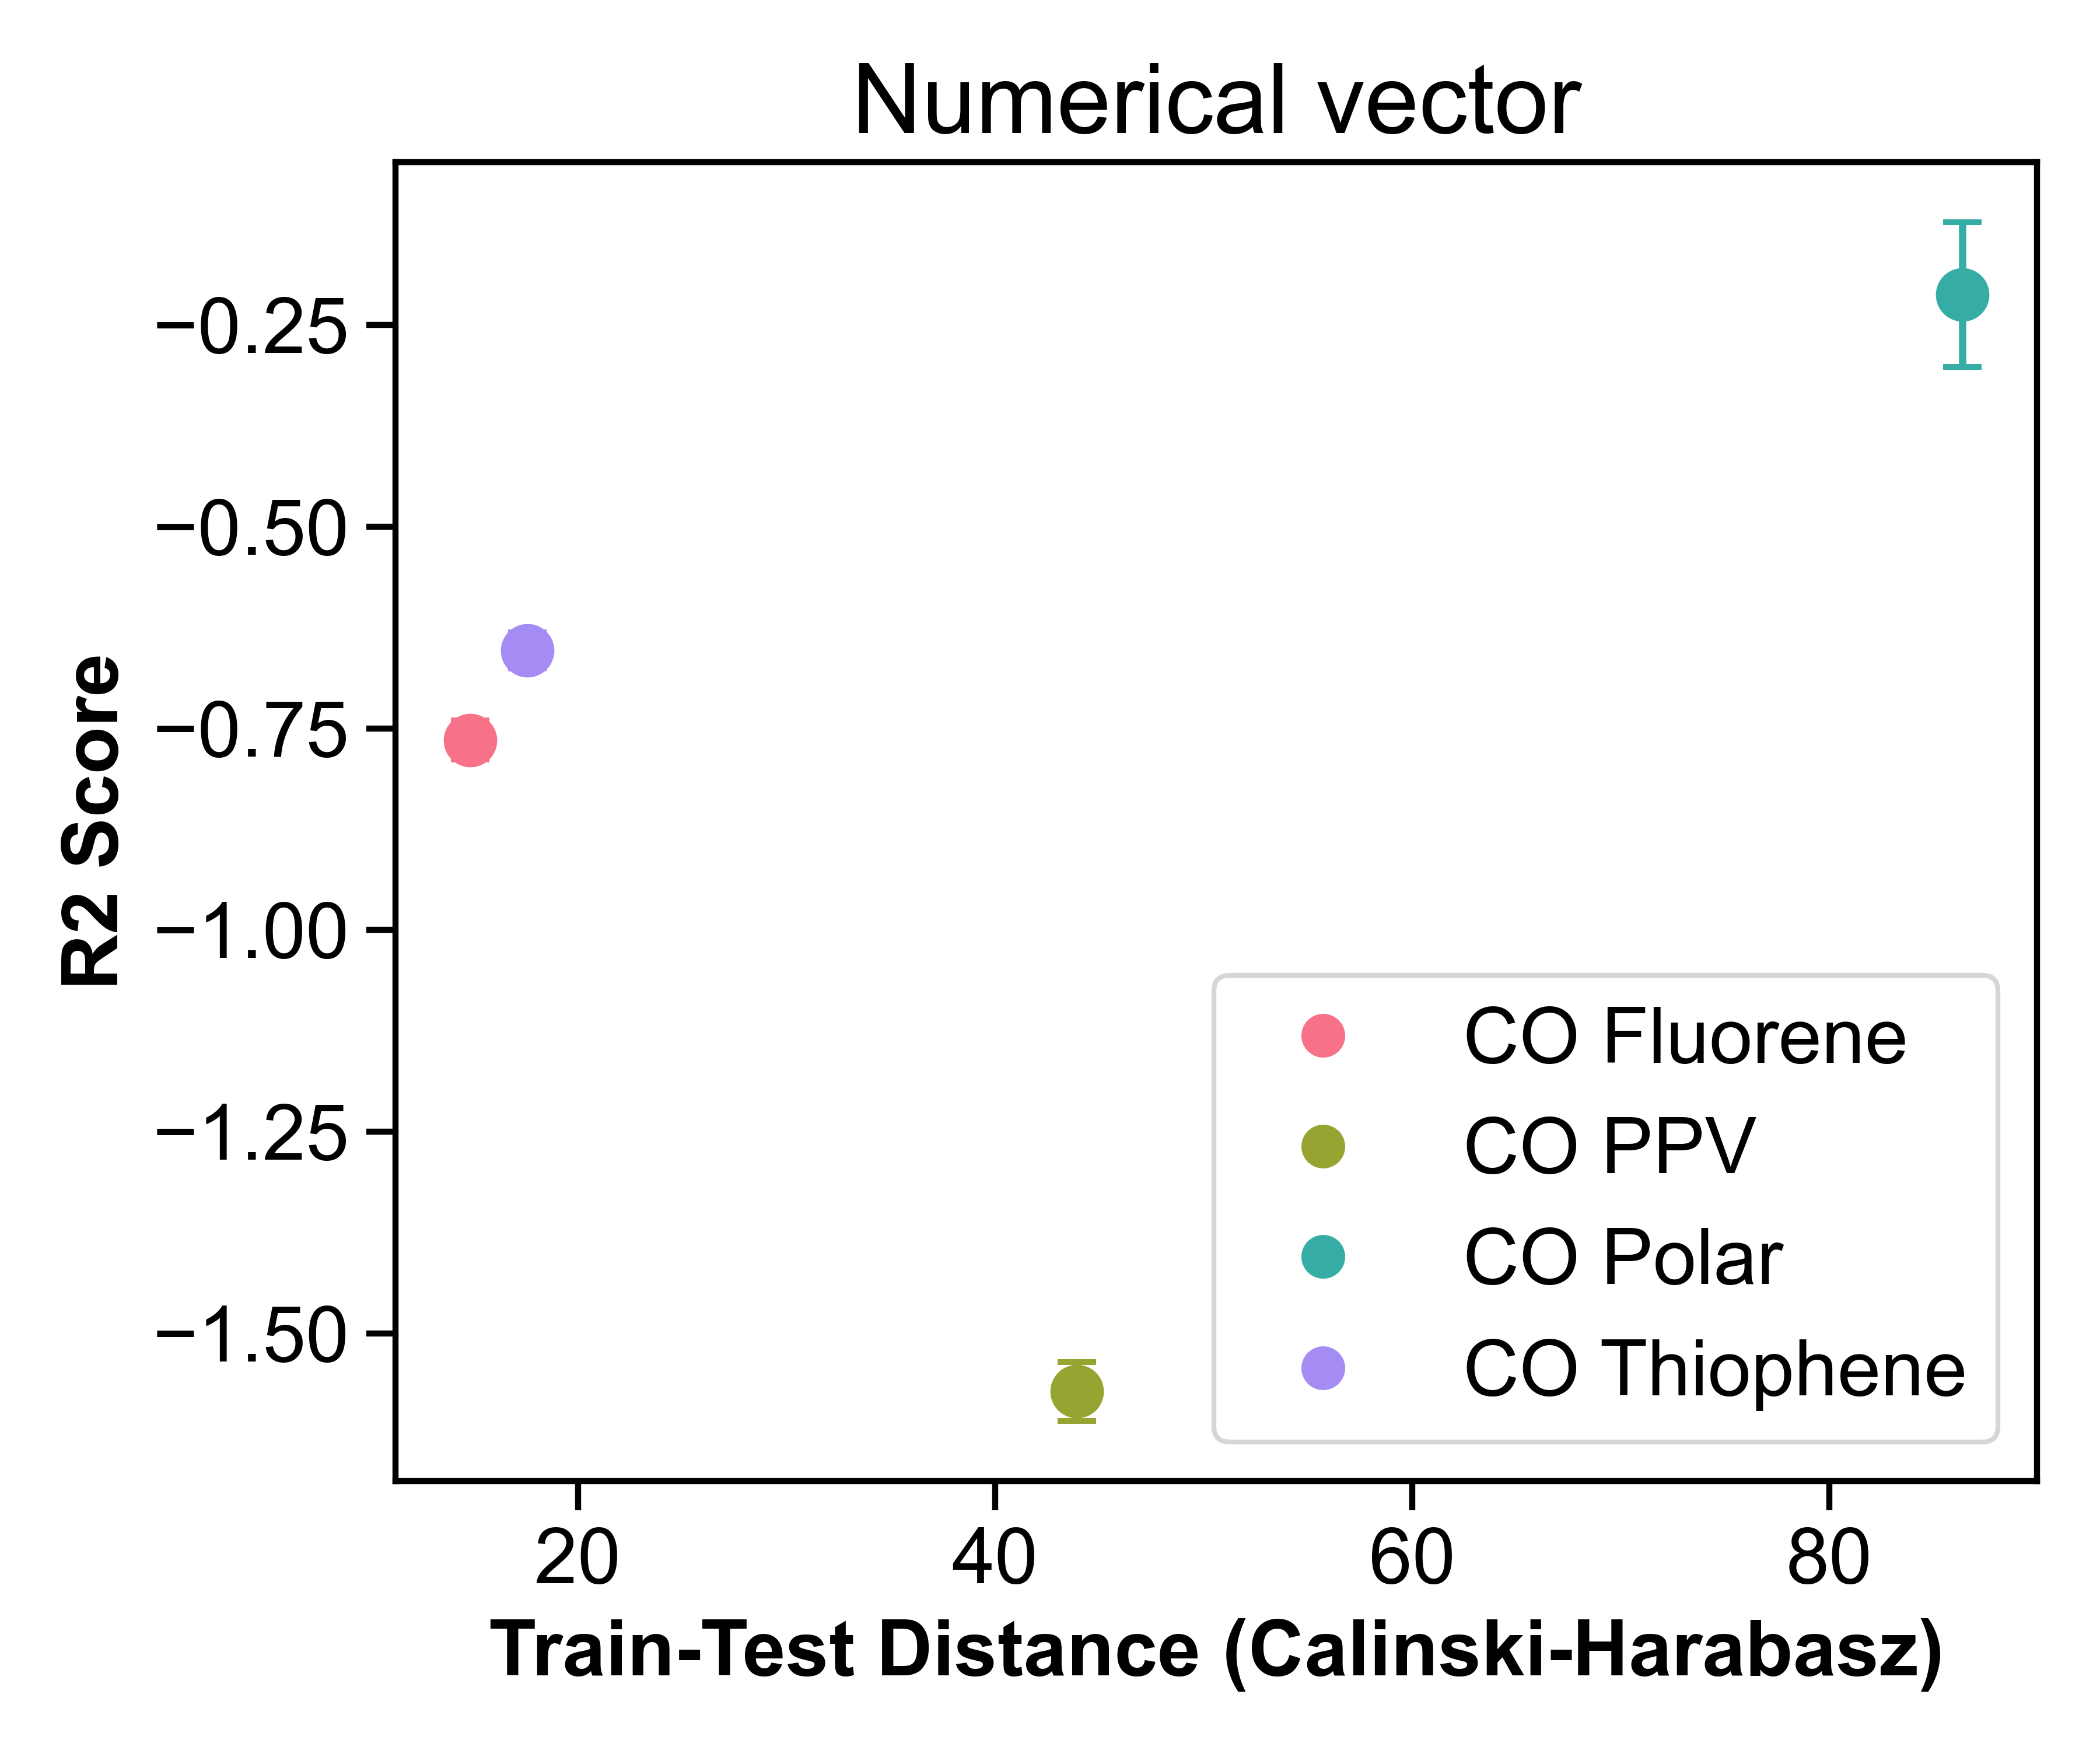 Numerical vector
R2 Score
−0.25
−0.50
−0.75
−1.00
−1.25
−1.50
CO Fluorene
CO PPV
CO Polar
CO Thiophene
20 40 60 80
Train-Test Distance (Calinski-Harabasz)